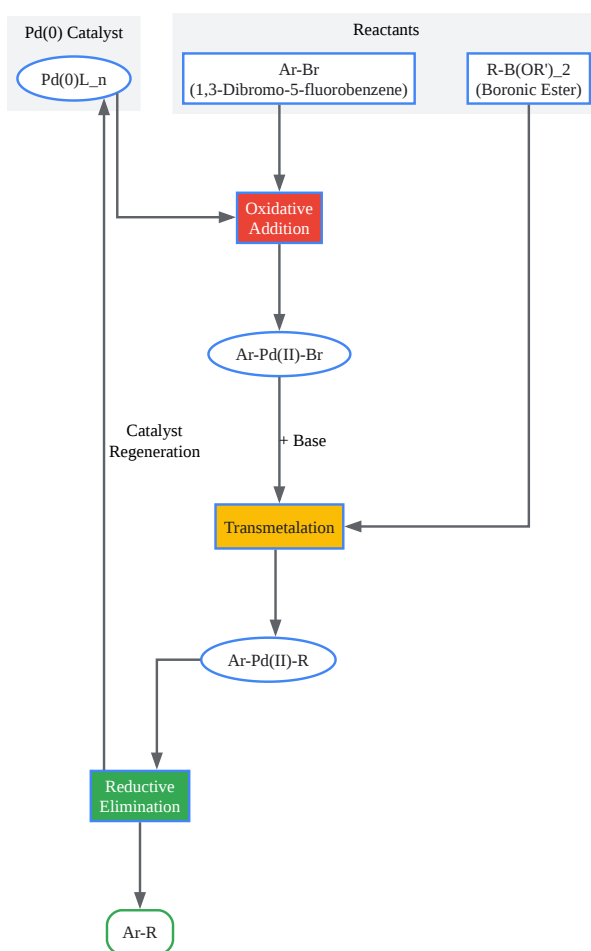 Pd(0) Catalyst
Reactants
Pd(0)L_n
Ar-Br
(1,3-Dibromo-5-fluorobenzene)
R-B(OR')_2
(Boronic Ester)
Oxidative
Addition
Ar-Pd(II)-Br
Catalyst
Regeneration
+ Base
Transmetalation
Ar-Pd(II)-R
Reductive
Elimination
Ar-R